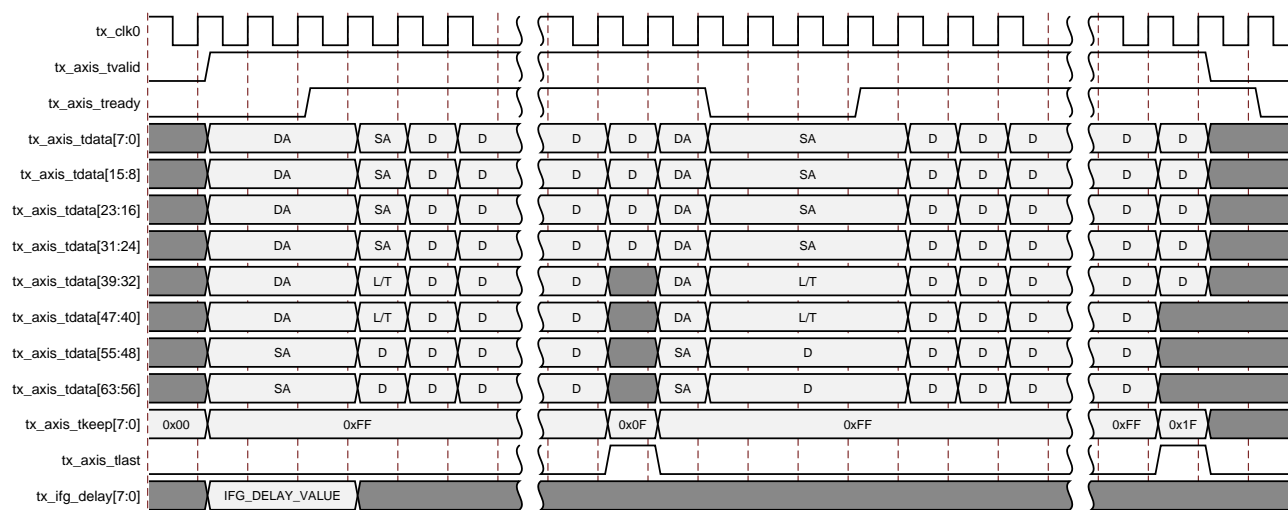 tx_clk0
tx_axis_tvalid
tx_axis_tready
tx_axis_tdata[7:0] DA SA D D D D DA SA D D D D D
tx_axis_tdata[15:8] DA SA D D D D DA SA D D D D D
tx_axis_tdata[23:16] DA SA D D D D DA SA D D D D D
tx_axis_tdata[31:24] DA SA D D D D DA SA D D D D D
tx_axis_tdata[39:32] DA L/T D D D DA L/T D D D D D
tx_axis_tdata[47:40] DA L/T D D D DA L/T D D D D
tx_axis_tdata[55:48] SA D D D D SA D D D D D
tx_axis_tdata[63:56] SA D D D D SA D D D D D
tx_axis_tkeep[7:0] 0x00 0xFF 0x0F 0xFF 0xFF 0x1F
tx_axis_tlast
tx_ifg_delay[7:0] IFG_DELAY_VALUE